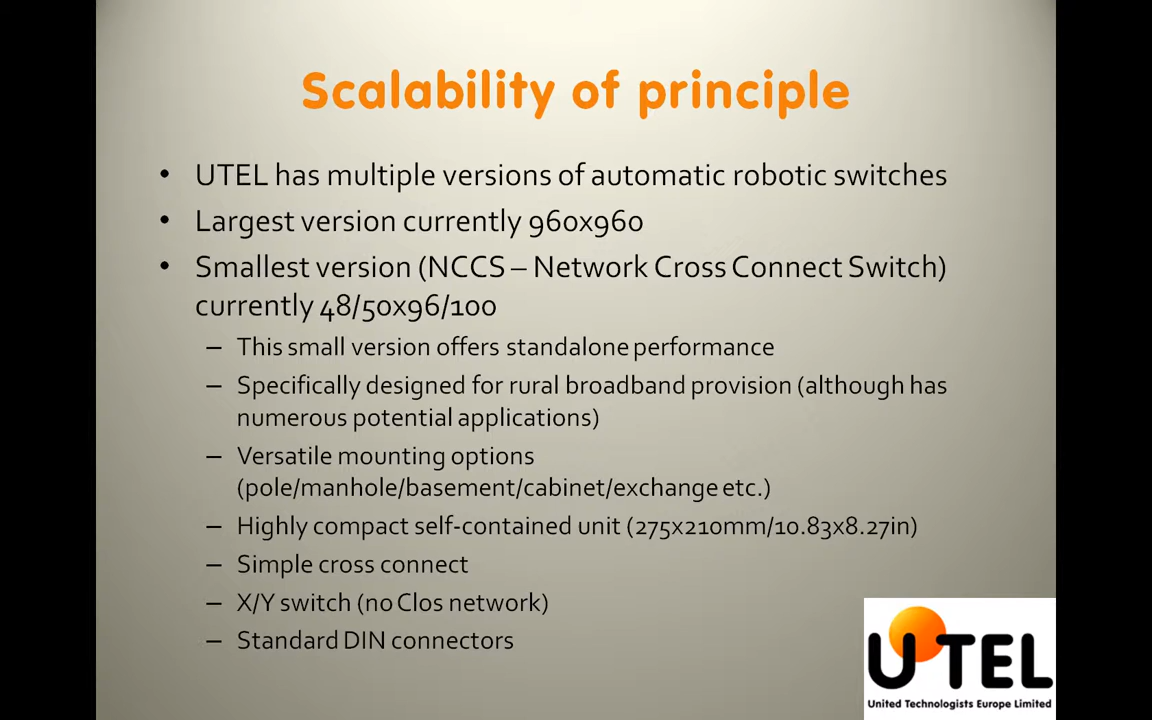 Scalability of principle
• UTEL has multiple versions of automatic robotic switches
• Largest version currently 960x960
• Smallest version (NCCS – Network Cross Connect Switch)
currently 48/50x96/100
– This small version offers standalone performance
– Specifically designed for rural broadband provision (although has
numerous potential applications)
– Versatile mounting options
(pole/manhole/basement/cabinet/exchange etc.)
– Highly compact self-contained unit (275x210mm/10.83x8.27in)
– Simple cross connect
– X/Y switch (no Clos network)
– Standard DIN connectors
UTEL
United Technologists Europe Limited